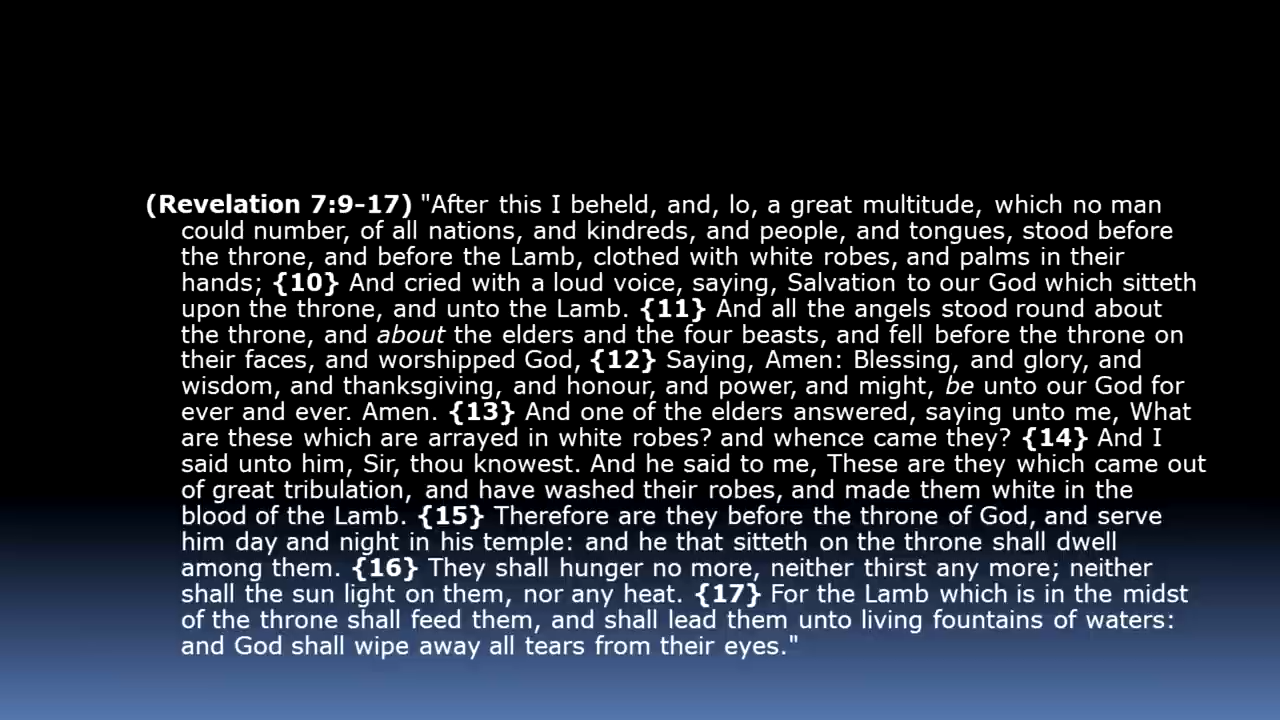 (Revelation 7:9-17) "After this I beheld, and, lo, a great multitude, which no man
could number, of all nations, and kindreds, and people, and tongues, stood before
the throne, and before the Lamb, clothed with white robes, and palms in their
hands; {10} And cried with a loud voice, saying, Salvation to our God which sitteth
upon the throne, and unto the Lamb. {11} And all the angels stood round about
the throne, and about the elders and the four beasts, and fell before the throne on
their faces, and worshipped God, {12} Saying, Amen: Blessing, and glory, and
wisdom, and thanksgiving, and honour, and power, and might, be unto our God for
ever and ever. Amen. {13} And one of the elders answered, saying unto me, What
are these which are arrayed in white robes? and whence came they? {14} And I
said unto him, Sir, thou knowest. And he said to me, These are they which came out
of great tribulation, and have washed their robes, and made them white in the
blood of the Lamb. {15} Therefore are they before the throne of God, and serve
him day and night in his temple: and he that sitteth on the throne shall dwell
among them. {16} They shall hunger no more, neither thirst any more; neither
shall the sun light on them, nor any heat. {17} For the Lamb which is in the midst
of the throne shall feed them, and shall lead them unto living fountains of waters:
and God shall wipe away all tears from their eyes."